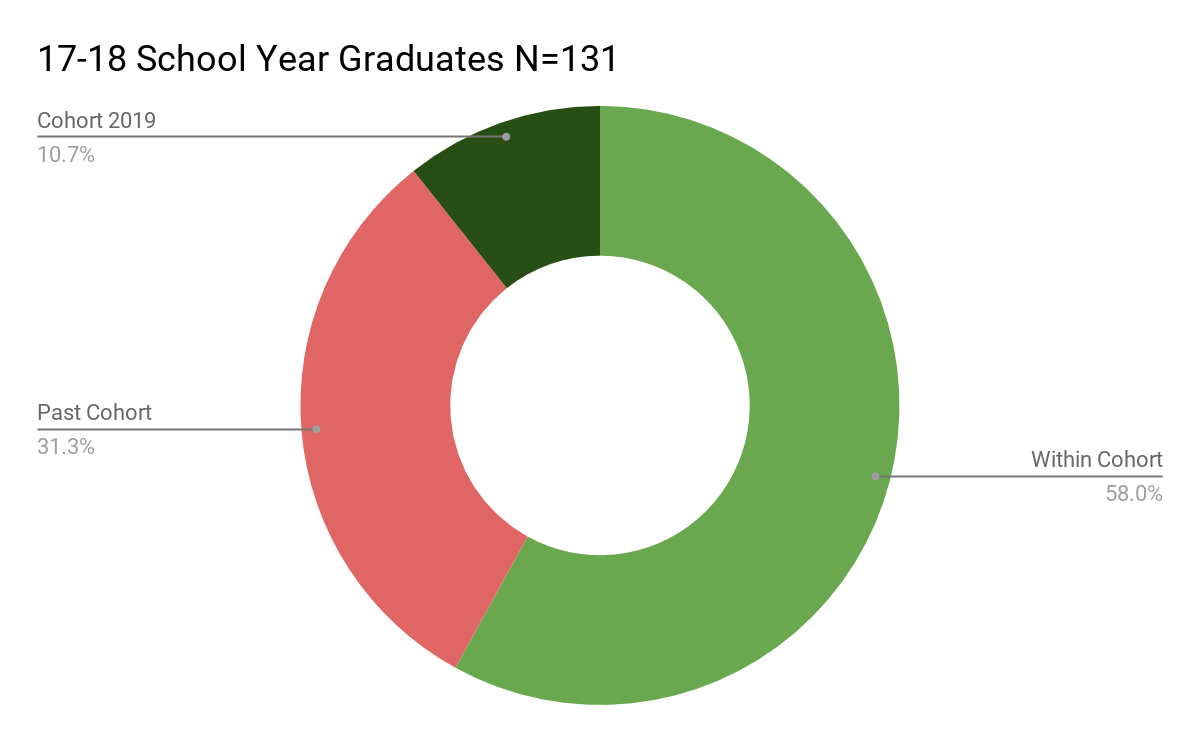 17-18 School Year Graduates N=131
Cohort 2019
10.7%
Past Cohort
31.3%
Within Cohort
58.0%